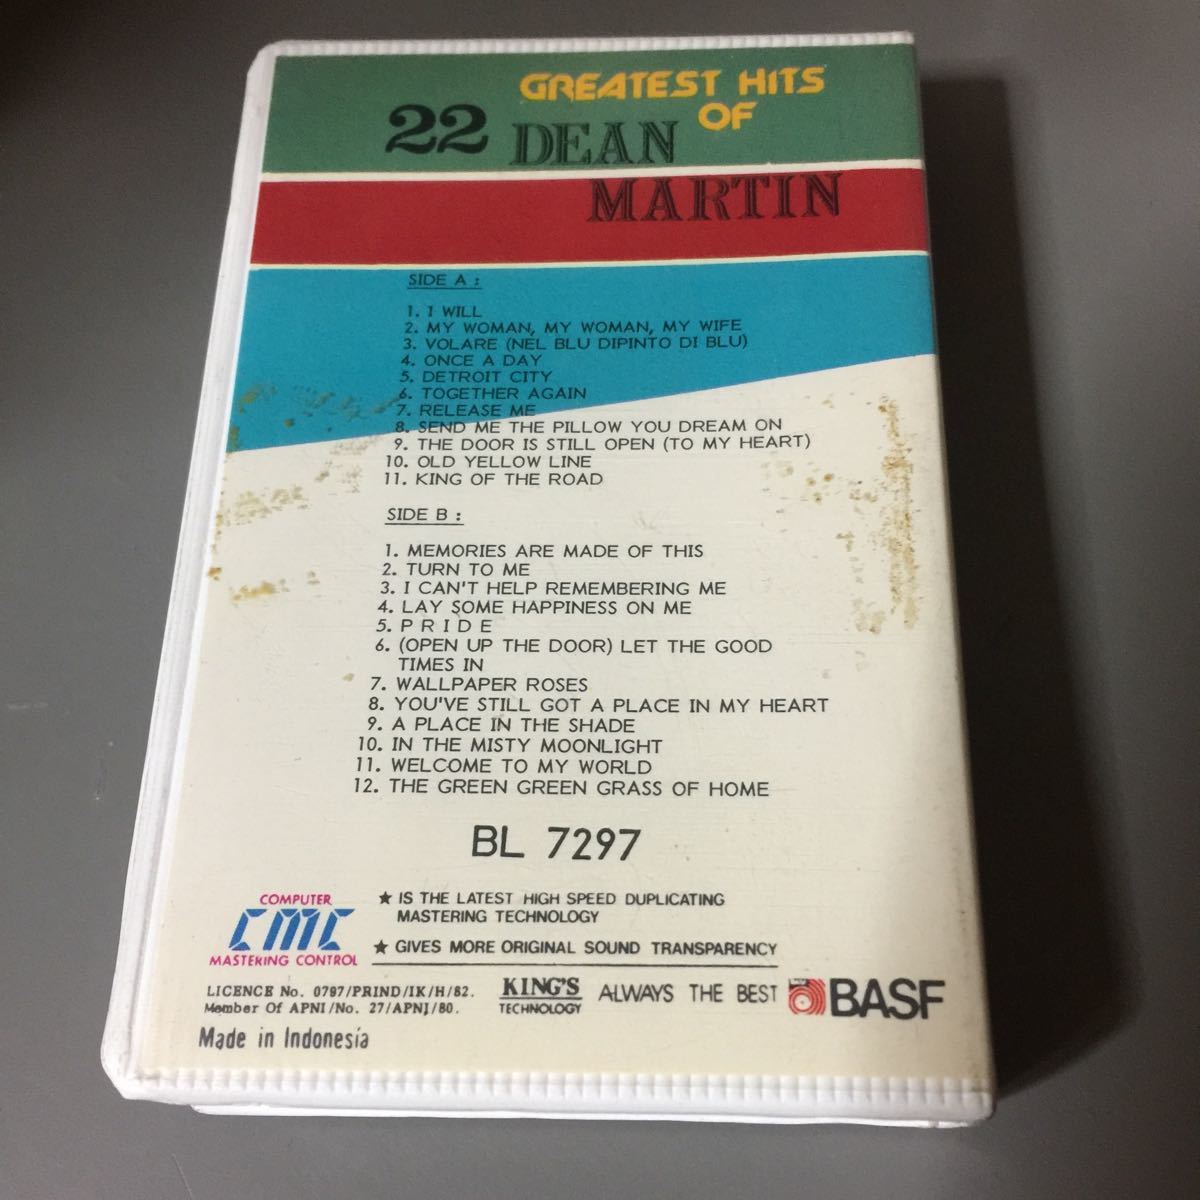 GREATEST HITS
OF
22 DEAN
MARTIN
SIDE A :
1. I WILL
2. MY WOMAN, MY WOMAN, MY WIFE
3. VOLARE (NEL BLU DIPINTO DI BLU)
4. ONCE A DAY
5. DETROIT CITY
6. TOGETHER AGAIN
7. RELEASE ME
8. SEND ME THE PILLOW YOU DREAM ON
9. THE DOOR IS STILL OPEN (TO MY HEART)
10. OLD YELLOW LINE
11. KING OF THE ROAD
SIDE B :
1. MEMORIES ARE MADE OF THIS
2. TURN TO ME
3. I CAN'T HELP REMEMBERING ME
4. LAY SOME HAPPINESS ON ME
5. P R I D E
6. (OPEN UP THE DOOR) LET THE GOOD
TIMES IN
7. WALLPAPER ROSES
8. YOU'VE STILL GOT A PLACE IN MY HEART
9. A PLACE IN THE SHADE
10. IN THE MISTY MOONLIGHT
11. WELCOME TO MY WORLD
12. THE GREEN GREEN GRASS OF HOME
BL 7297
COMPUTER
CMC
MASTERING CONTROL
★ IS THE LATEST HIGH SPEED DUPLICATING
MASTERING TECHNOLOGY
★ GIVES MORE ORIGINAL SOUND TRANSPARENCY
LICENCE No. 0797/PRIND/IK/H/82.
Member Of APNI/No. 27/APNI/80.
Made in Indonesia
KING'S
TECHNOLOGY
ALWAYS THE BEST
BASF